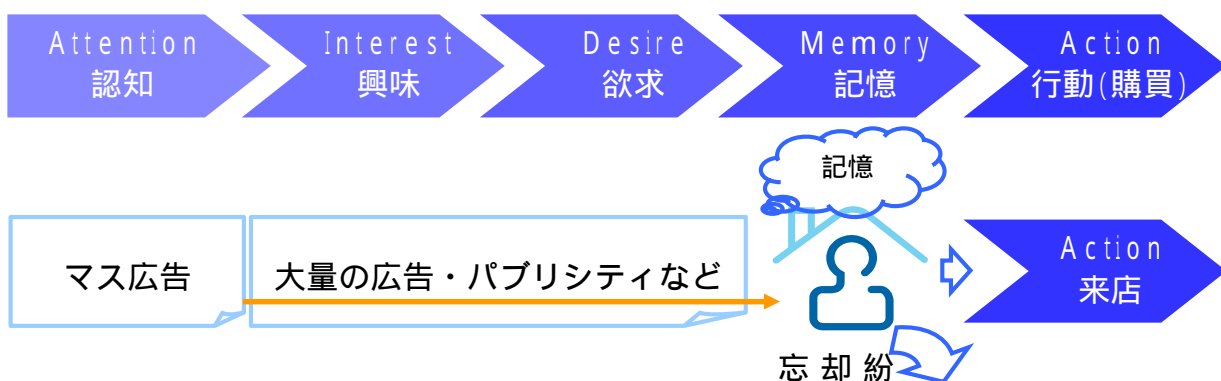 Attention
認知
Interest
興味
Desire
欲求
Memory
記憶
Action
行動(購買)
記憶
マス広告
大量の広告・パブリシティなど
Action
来店
忘却紛